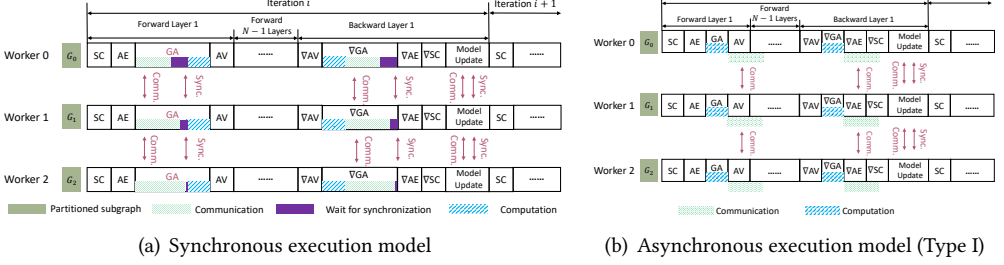 Iteration i
Iteration i + 1
Forward Layer 1
Forward
N − 1 Layers
Backward Layer 1
Worker 0
G0
SC
AE
GA
AV
......
∇AV
∇GA
∇AE
∇SC
Model
Update
SC
......
Comm.
Sync.
Comm.
Sync.
Worker 1
G1
SC
AE
GA
AV
......
∇AV
∇GA
∇AE
∇SC
Model
Update
SC
......
Comm.
Sync.
Comm.
Sync.
Worker 2
G2
SC
AE
GA
AV
......
∇AV
∇GA
∇AE
∇SC
Model
Update
SC
......
Partitioned subgraph
Communication
Wait for synchronization
Computation
(a) Synchronous execution model
Forward
Forward Layer 1
N − 1 Layers
Backward Layer 1
Worker 0
G0
SC
AE
GA
AV
......
∇AV
∇GA
∇AE
∇SC
Model
Update
SC
......
Comm.
Comm.
Sync.
Worker 1
G1
SC
AE
GA
AV
......
∇AV
∇GA
∇AE
∇SC
Model
Update
SC
......
Comm.
Comm.
Sync.
Worker 2
G2
SC
AE
GA
AV
......
∇AV
∇GA
∇AE
∇SC
Model
Update
SC
......
Communication
Computation
(b) Asynchronous execution model (Type I)